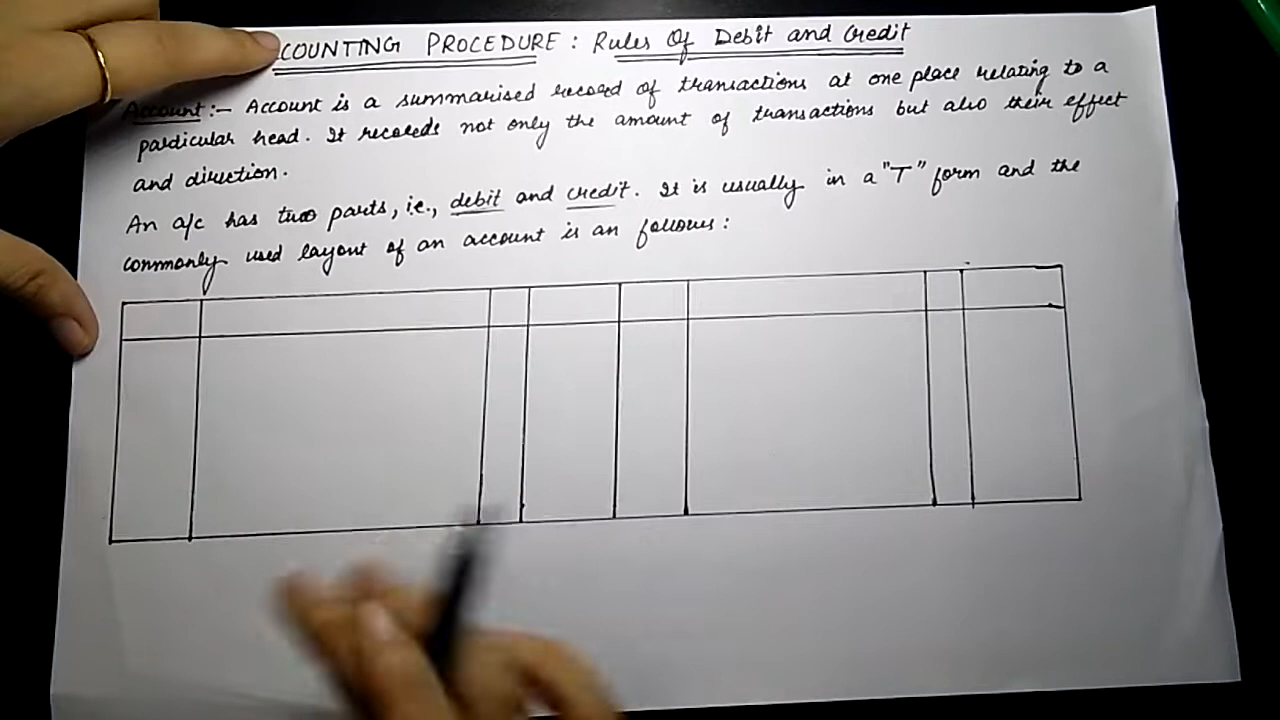 COUNTING PROCEDURE : Rules Of Debit and Credit
Account :- Account is a summarised record of transactions at one place relating to a
particular head. It records not only the amount of transactions but also their effect
and direction.
An a/c has two parts, i.e., debit and credit. It is usually in a "T" form and the
commonly used layout of an account is an follows :